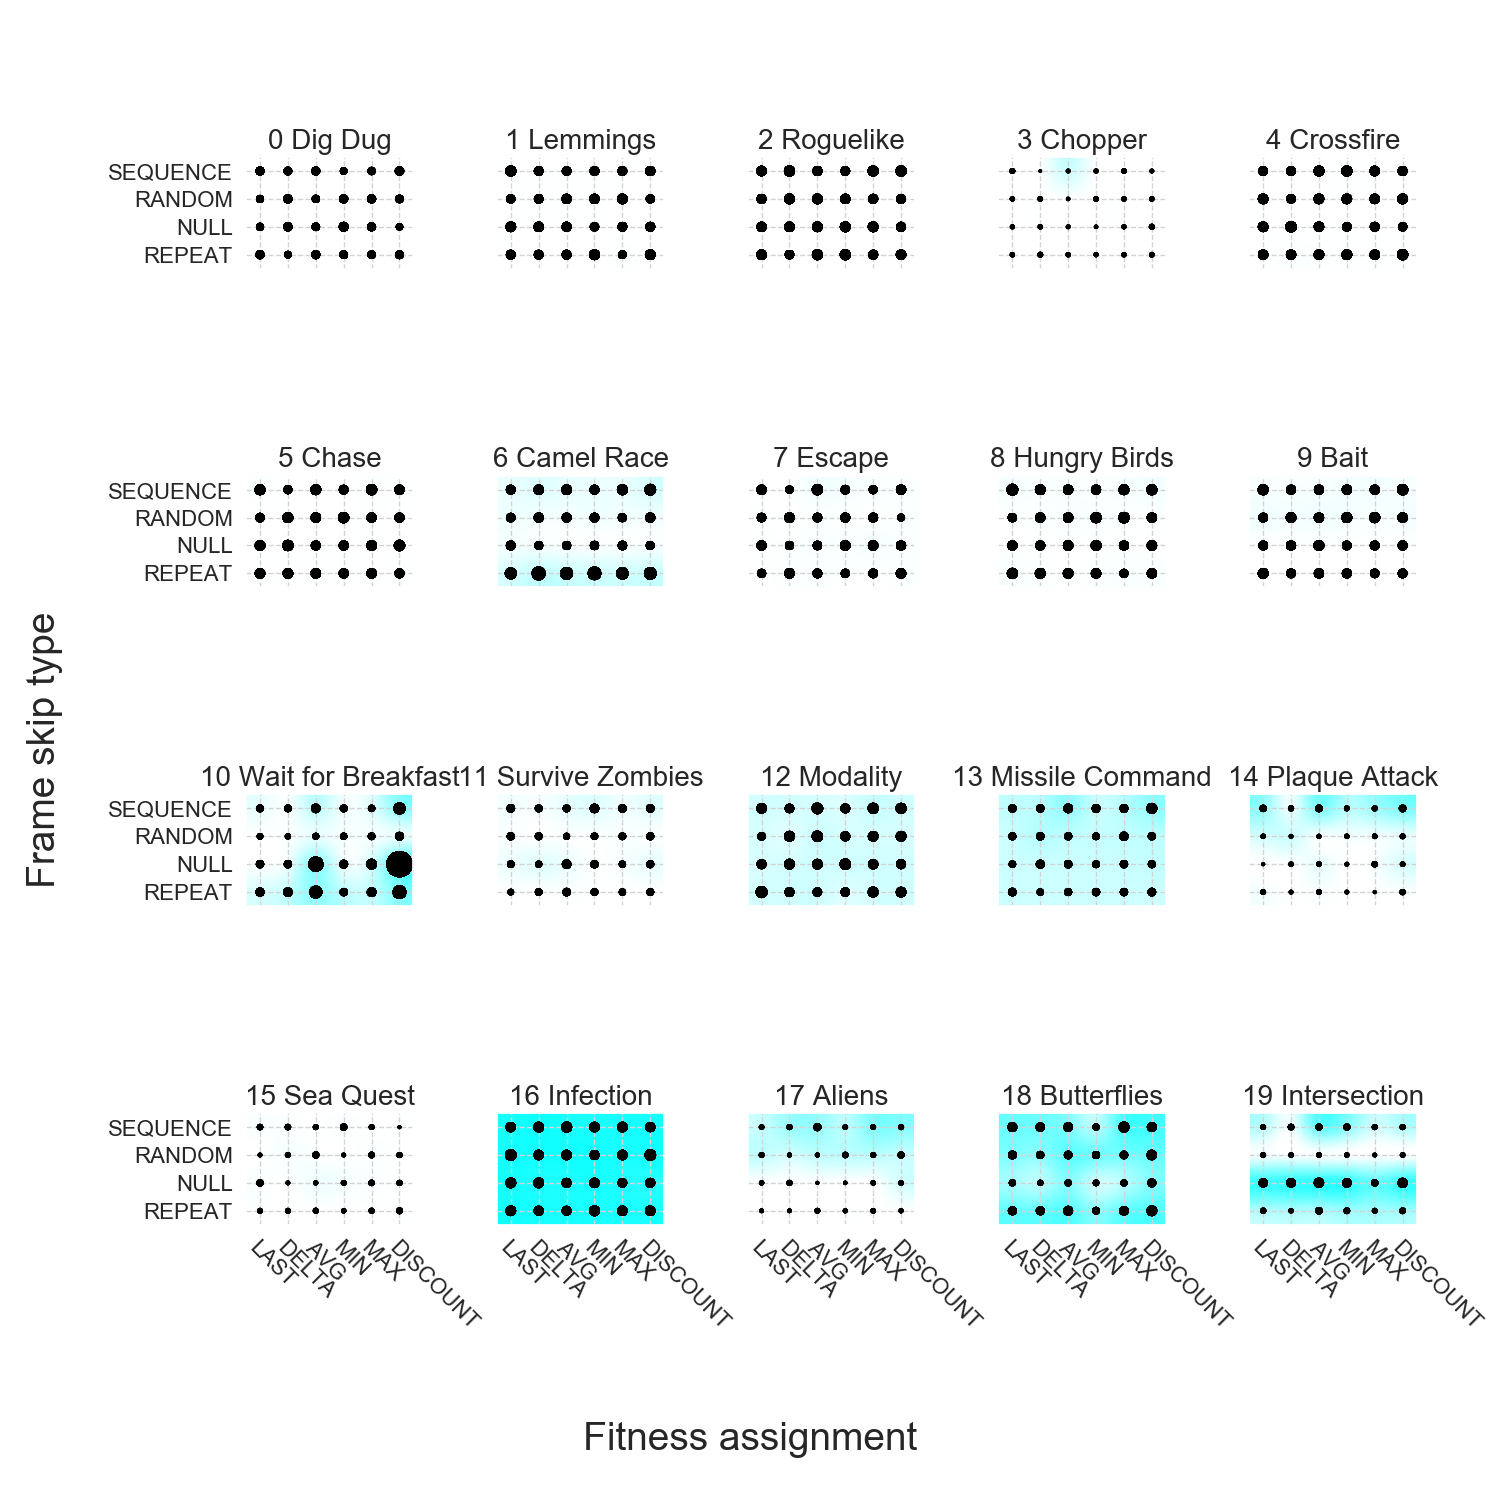 0 Dig Dug
1 Lemmings
2 Roguelike
3 Chopper
4 Crossfire
SEQUENCE
RANDOM
NULL
REPEAT
5 Chase
6 Camel Race
7 Escape
8 Hungry Birds
9 Bait
SEQUENCE
RANDOM
NULL
REPEAT
Frame skip type
10 Wait for Breakfast
11 Survive Zombies
12 Modality
13 Missile Command
14 Plaque Attack
SEQUENCE
RANDOM
NULL
REPEAT
15 Sea Quest
16 Infection
17 Aliens
18 Butterflies
19 Intersection
SEQUENCE
RANDOM
NULL
REPEAT
LAST
DELTA
AVG
MIN
MAX
DISCOUNT
LAST
DELTA
AVG
MIN
MAX
DISCOUNT
LAST
DELTA
AVG
MIN
MAX
DISCOUNT
LAST
DELTA
AVG
MIN
MAX
DISCOUNT
LAST
DELTA
AVG
MIN
MAX
DISCOUNT
Fitness assignment